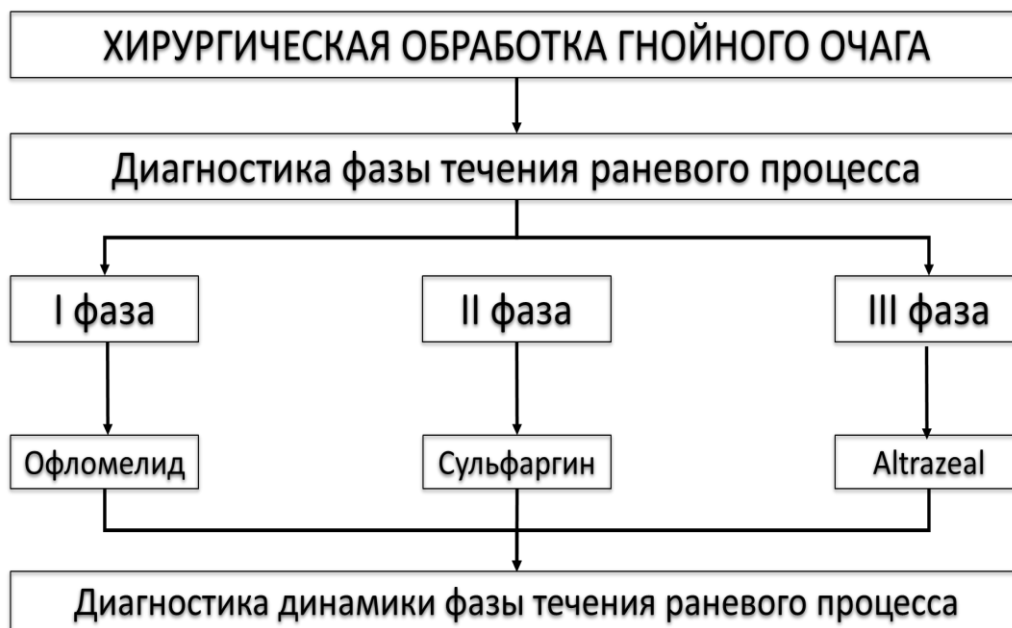 ХИРУРГИЧЕСКАЯ ОБРАБОТКА ГНОЙНОГО ОЧАГА
Диагностика фазы течения раневого процесса
I фаза
II фаза
III фаза
Офломелид
Сульфаргин
Altrazeal
Диагностика динамики фазы течения раневого процесса